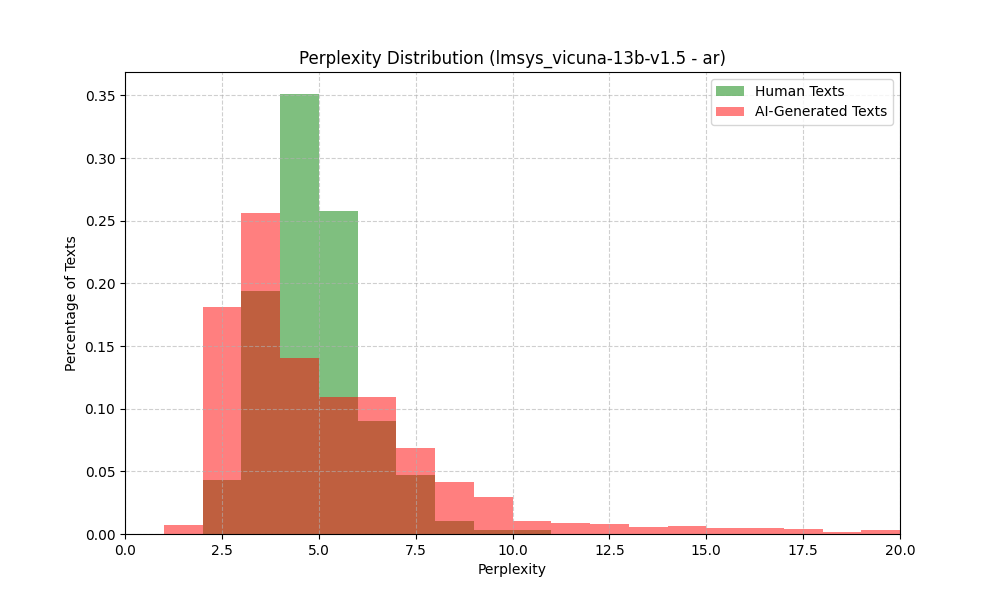 Perplexity Distribution (lmsys_vicuna-13b-v1.5 - ar)
Human Texts
AI-Generated Texts
Percentage of Texts
0.35
0.30
0.25
0.20
0.15
0.10
0.05
0.00
0.0 2.5 5.0 7.5 10.0 12.5 15.0 17.5 20.0
Perplexity